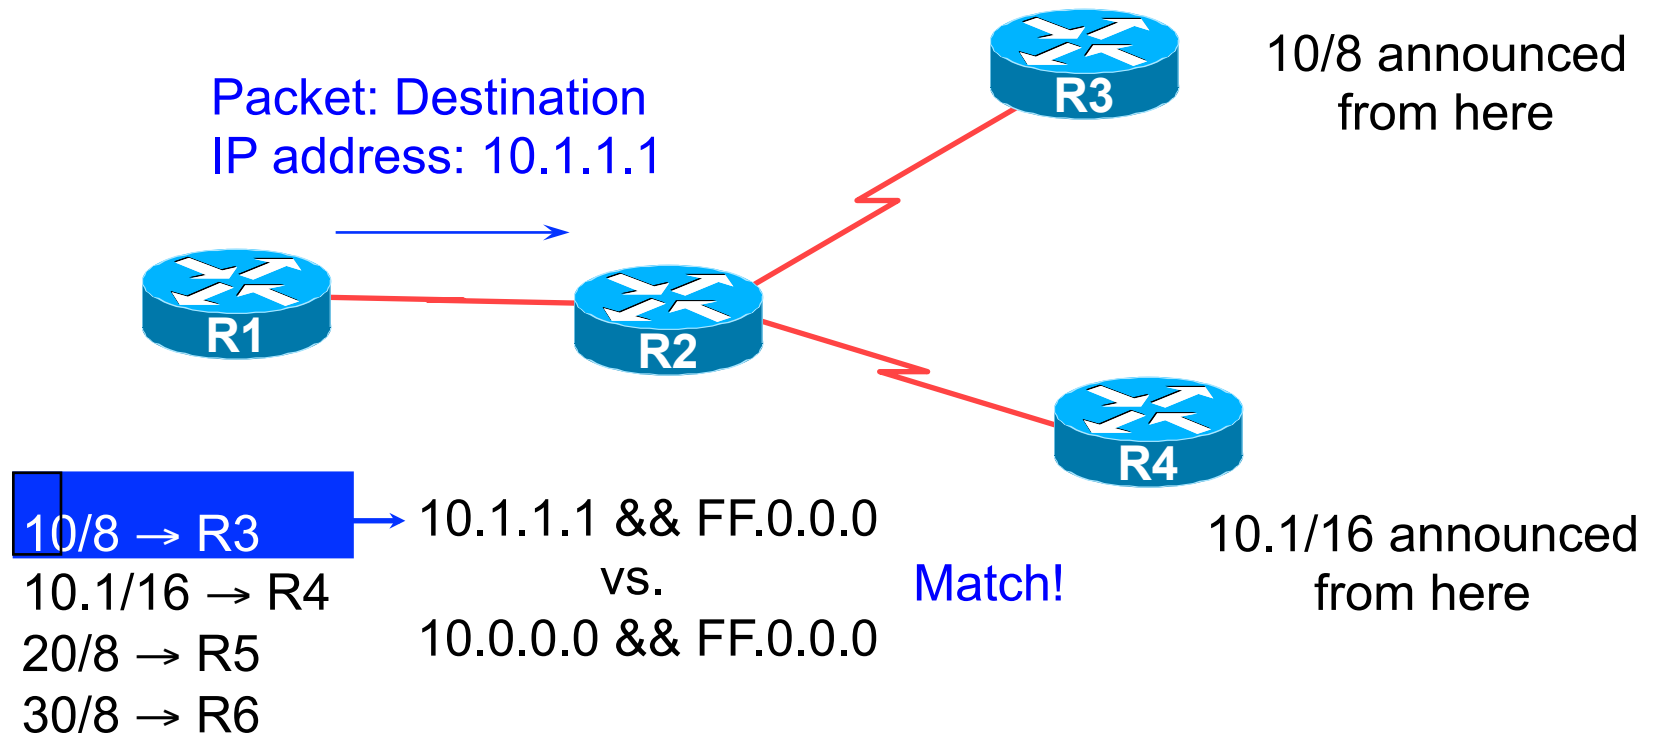 Packet: Destination
IP address: 10.1.1.1
10/8 announced
from here
R3
R1
R2
R4
10/8 → R3
10.1/16 → R4
20/8 → R5
30/8 → R6
10.1.1.1 && FF.0.0.0
vs.
10.0.0.0 && FF.0.0.0
Match!
10.1/16 announced
from here